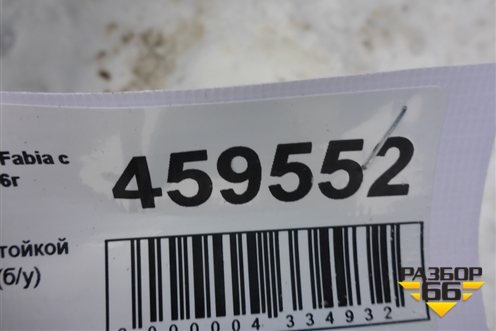 Fabia с
6г
459552
тойкой
(б/у)
000004 334932
РАЗБОР
66